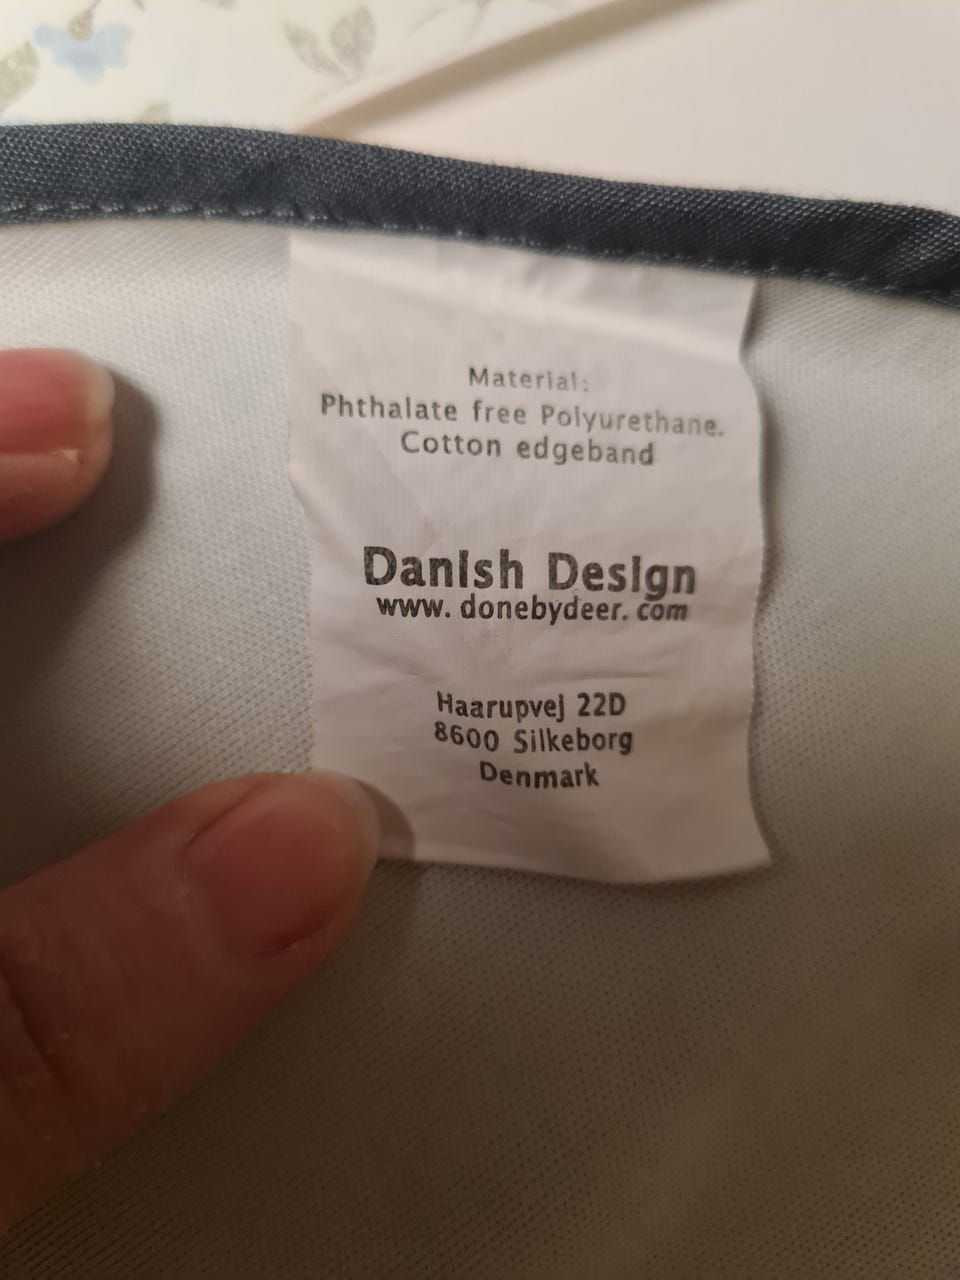 Material:
Phthalate free Polyurethane.
Cotton edgeband
Danish Design
www. donebydeer. com
Haarupvej 22D
8600 Silkeborg
Denmark